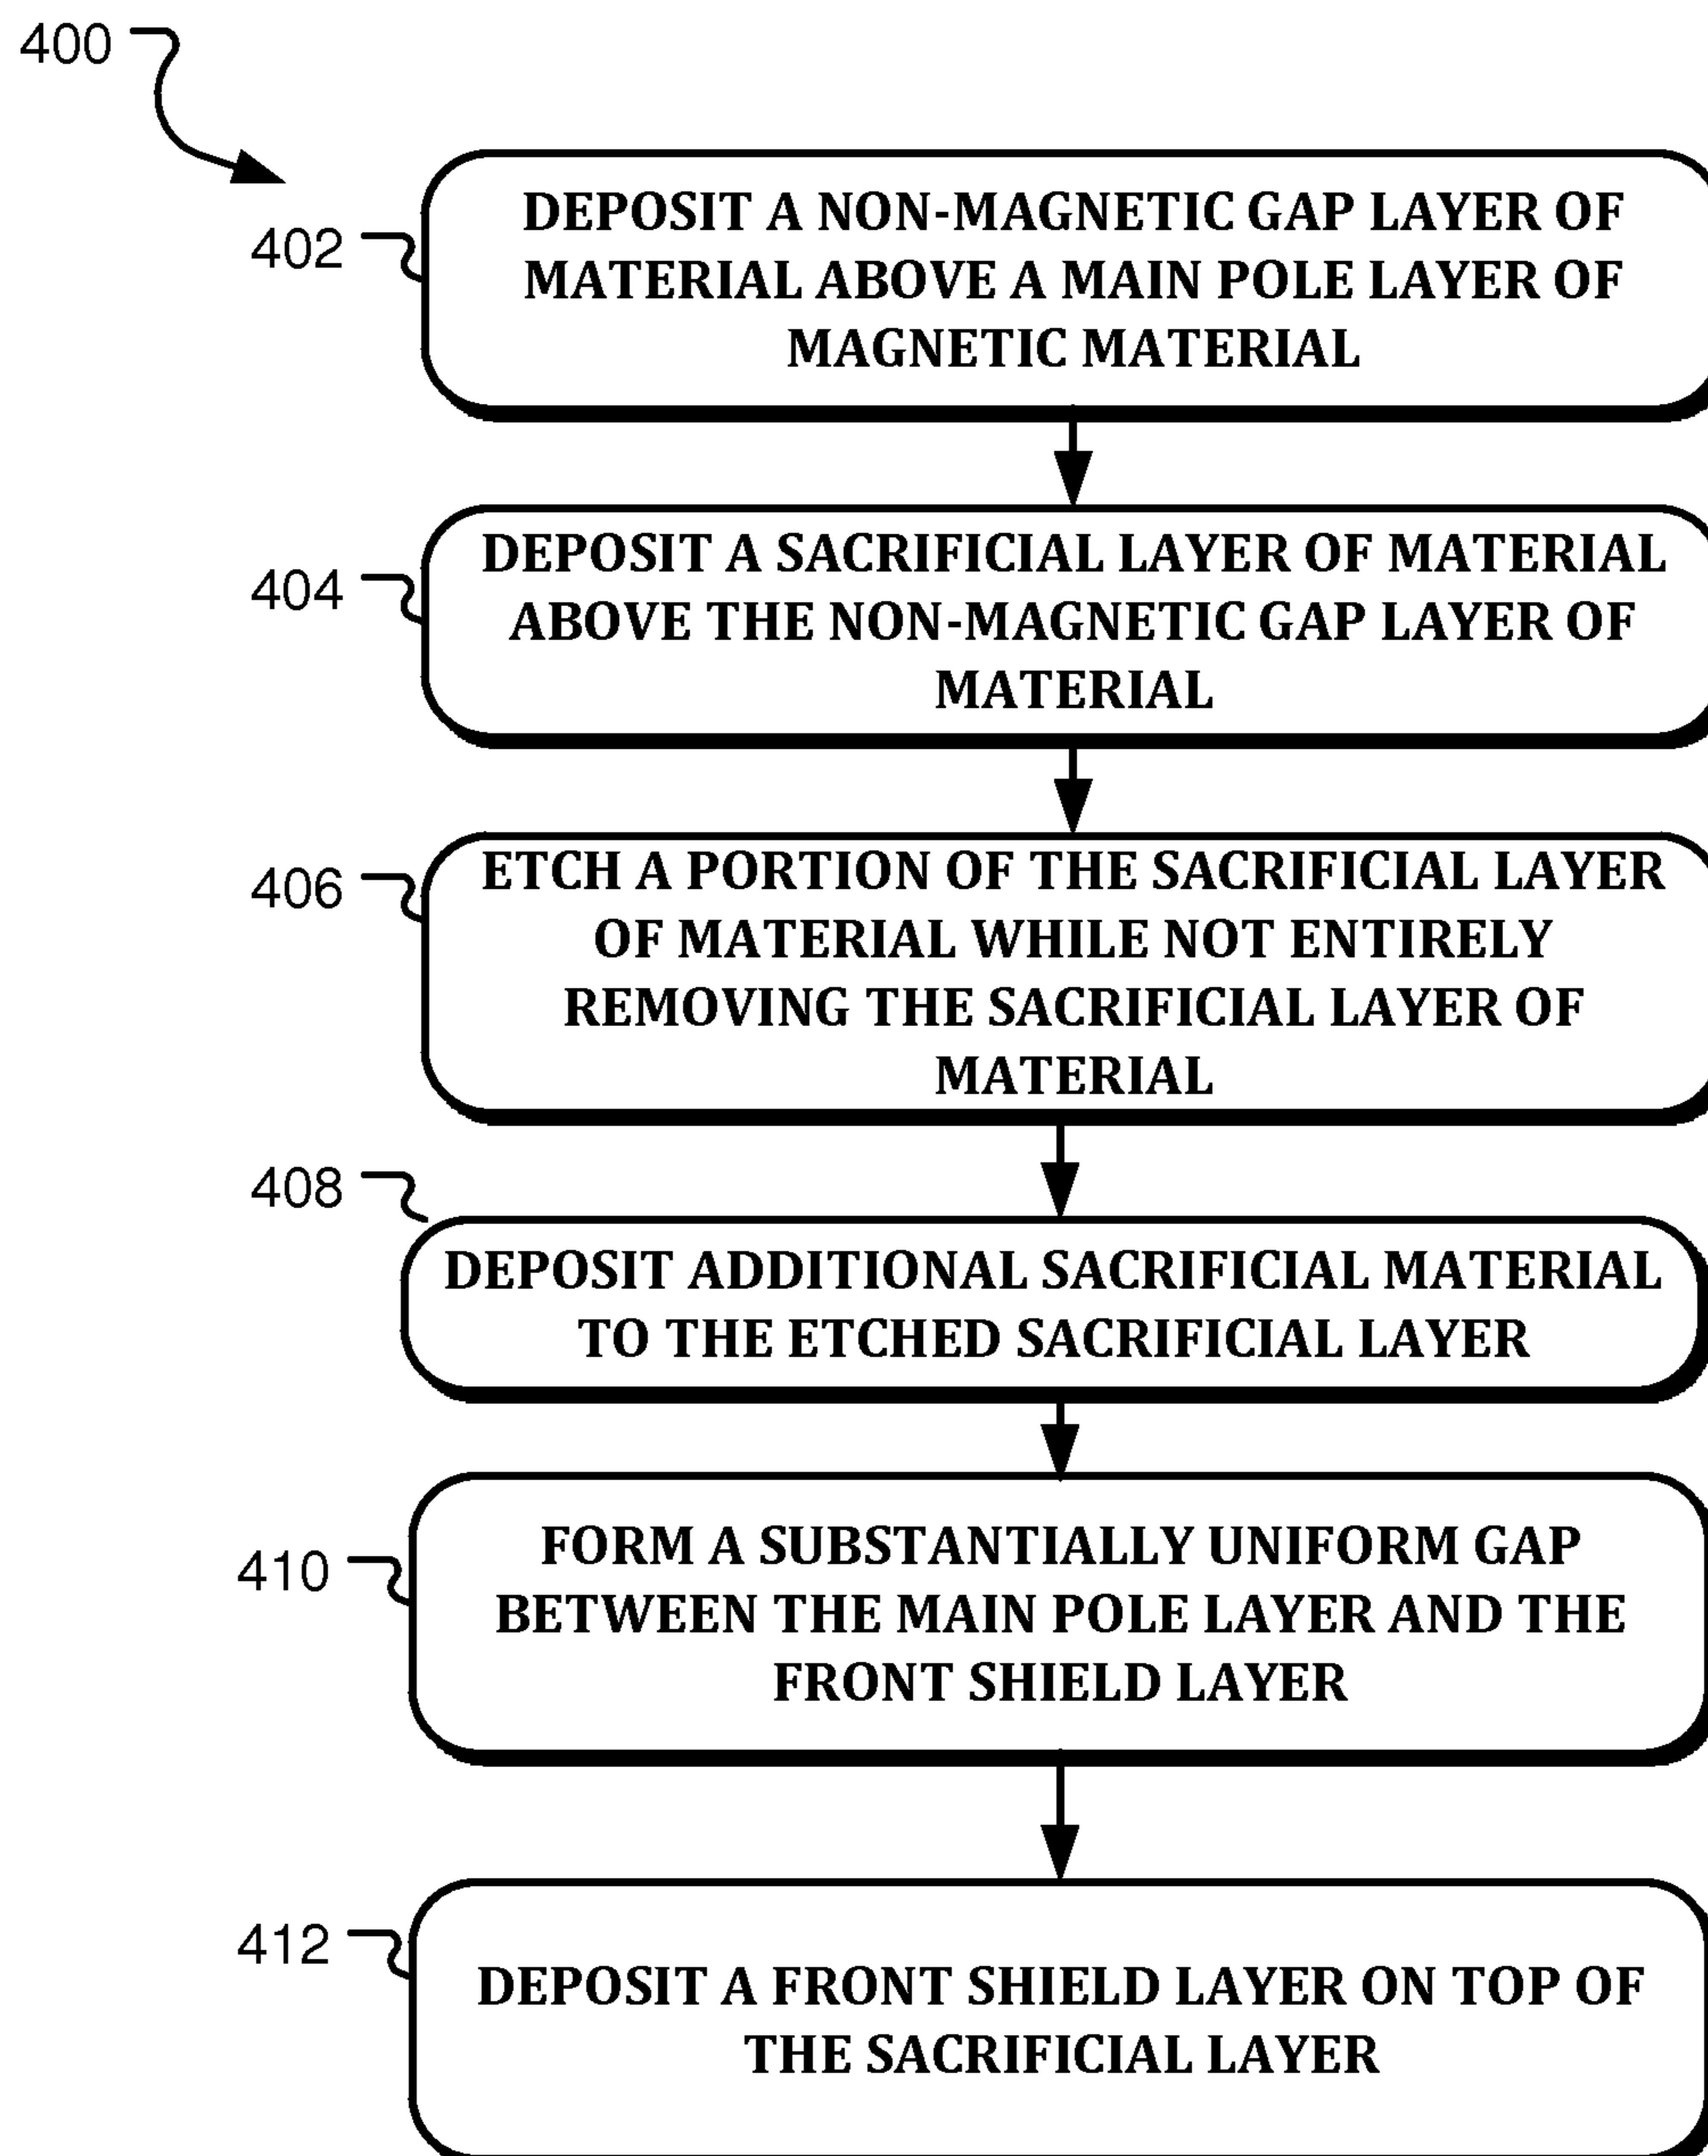 400
402
DEPOSIT A NON-MAGNETIC GAP LAYER OF
MATERIAL ABOVE A MAIN POLE LAYER OF
MAGNETIC MATERIAL
404
DEPOSIT A SACRIFICIAL LAYER OF MATERIAL
ABOVE THE NON-MAGNETIC GAP LAYER OF
MATERIAL
406
ETCH A PORTION OF THE SACRIFICIAL LAYER
OF MATERIAL WHILE NOT ENTIRELY
REMOVING THE SACRIFICIAL LAYER OF
MATERIAL
408
DEPOSIT ADDITIONAL SACRIFICIAL MATERIAL
TO THE ETCHED SACRIFICIAL LAYER
410
FORM A SUBSTANTIALLY UNIFORM GAP
BETWEEN THE MAIN POLE LAYER AND THE
FRONT SHIELD LAYER
412
DEPOSIT A FRONT SHIELD LAYER ON TOP OF
THE SACRIFICIAL LAYER